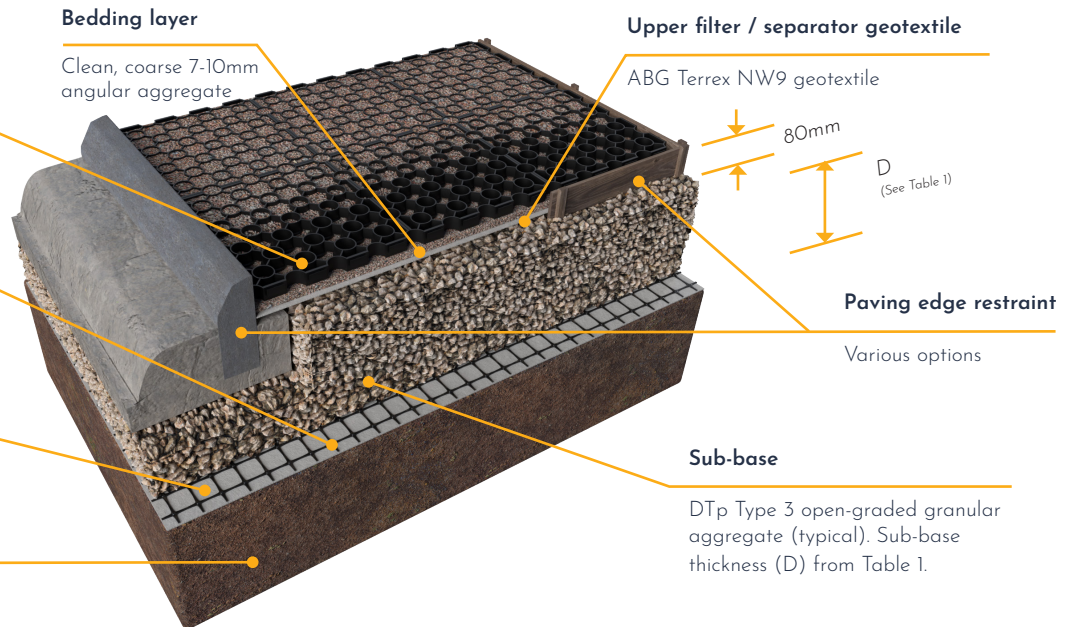 Bedding layer
Clean, coarse 7-10mm
angular aggregate
Upper filter / separator geotextile
ABG Terrex NW9 geotextile
80mm
D
(See Table 1)
Paving edge restraint
Various options
Sub-base
DTp Type 3 open-graded granular
aggregate (typical). Sub-base
thickness (D) from Table 1.